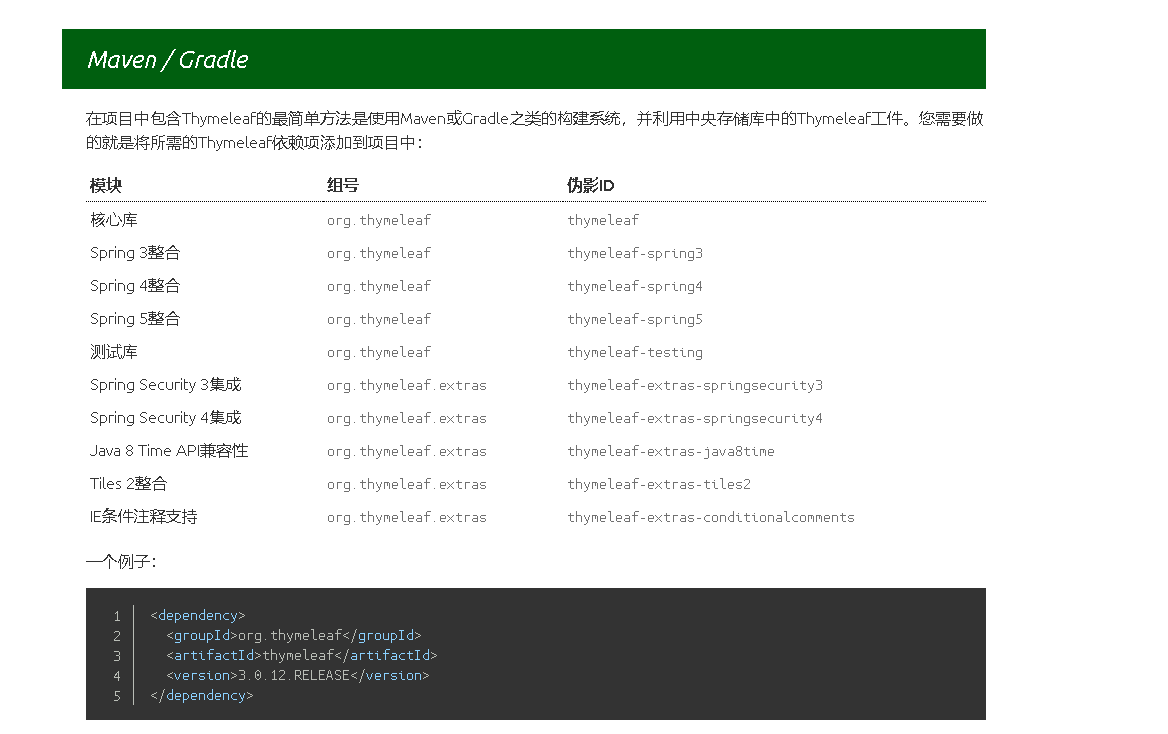 Maven / Gradle
在项目中包含Thymeleaf的最简单方法是使用Maven或Gradle之类的构建系统，并利用中央存储库中的Thymeleaf工件。您需要做
的就是将所需的Thymeleaf依赖项添加到项目中：
模块 组号 伪影ID
核心库 org.thymeleaf thymeleaf
Spring 3整合 org.thymeleaf thymeleaf-spring3
Spring 4整合 org.thymeleaf thymeleaf-spring4
Spring 5整合 org.thymeleaf thymeleaf-spring5
测试库 org.thymeleaf thymeleaf-testing
Spring Security 3集成 org.thymeleaf.extras thymeleaf-extras-springsecurity3
Spring Security 4集成 org.thymeleaf.extras thymeleaf-extras-springsecurity4
Java 8 Time API兼容性 org.thymeleaf.extras thymeleaf-extras-java8time
Tiles 2整合 org.thymeleaf.extras thymeleaf-extras-tiles2
IE条件注释支持 org.thymeleaf.extras thymeleaf-extras-conditionalcomments
一个例子：
1 <dependency>
2 <groupId>org.thymeleaf</groupId>
3 <artifactId>thymeleaf</artifactId>
4 <version>3.0.12.RELEASE</version>
5 </dependency>